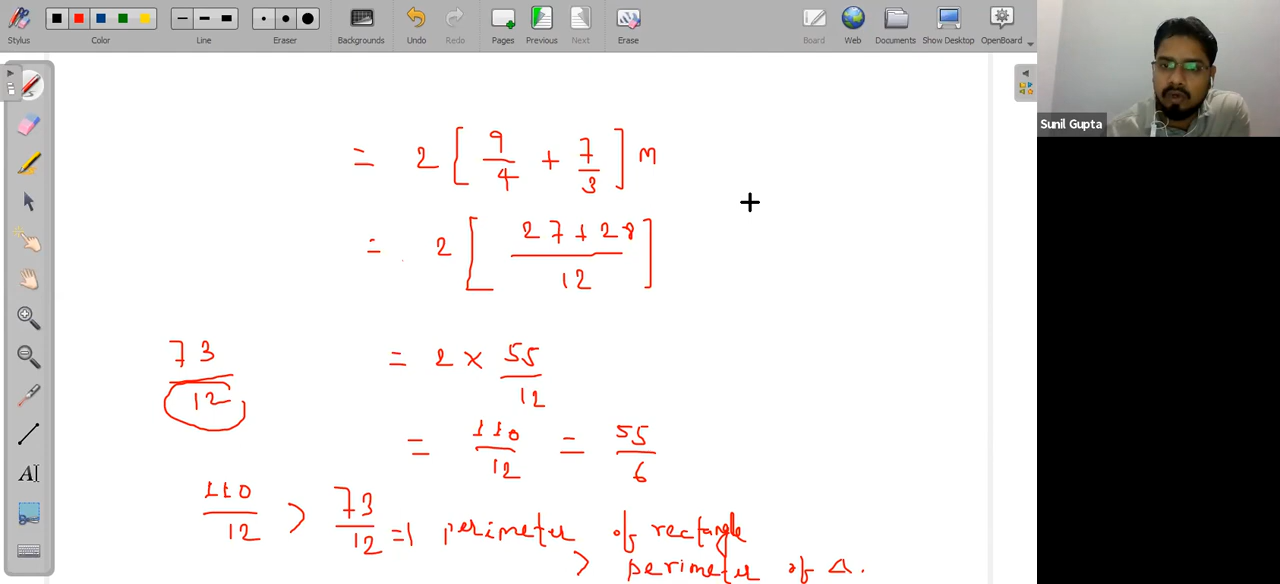 Stylus Color Line Eraser Backgrounds Undo Redo Pages Previous Next Erase Board Web Documents Show Desktop OpenBoard
Sunil Gupta
= 2 [ 9/4 + 7/3 ] m
= 2 [ 27 + 28 / 12 ]
73/12
= 2 × 55/12
= 110/12 = 55/6
110/12 > 73/12 =) perimeter of rectangle
> perimeter of Δ.
AI